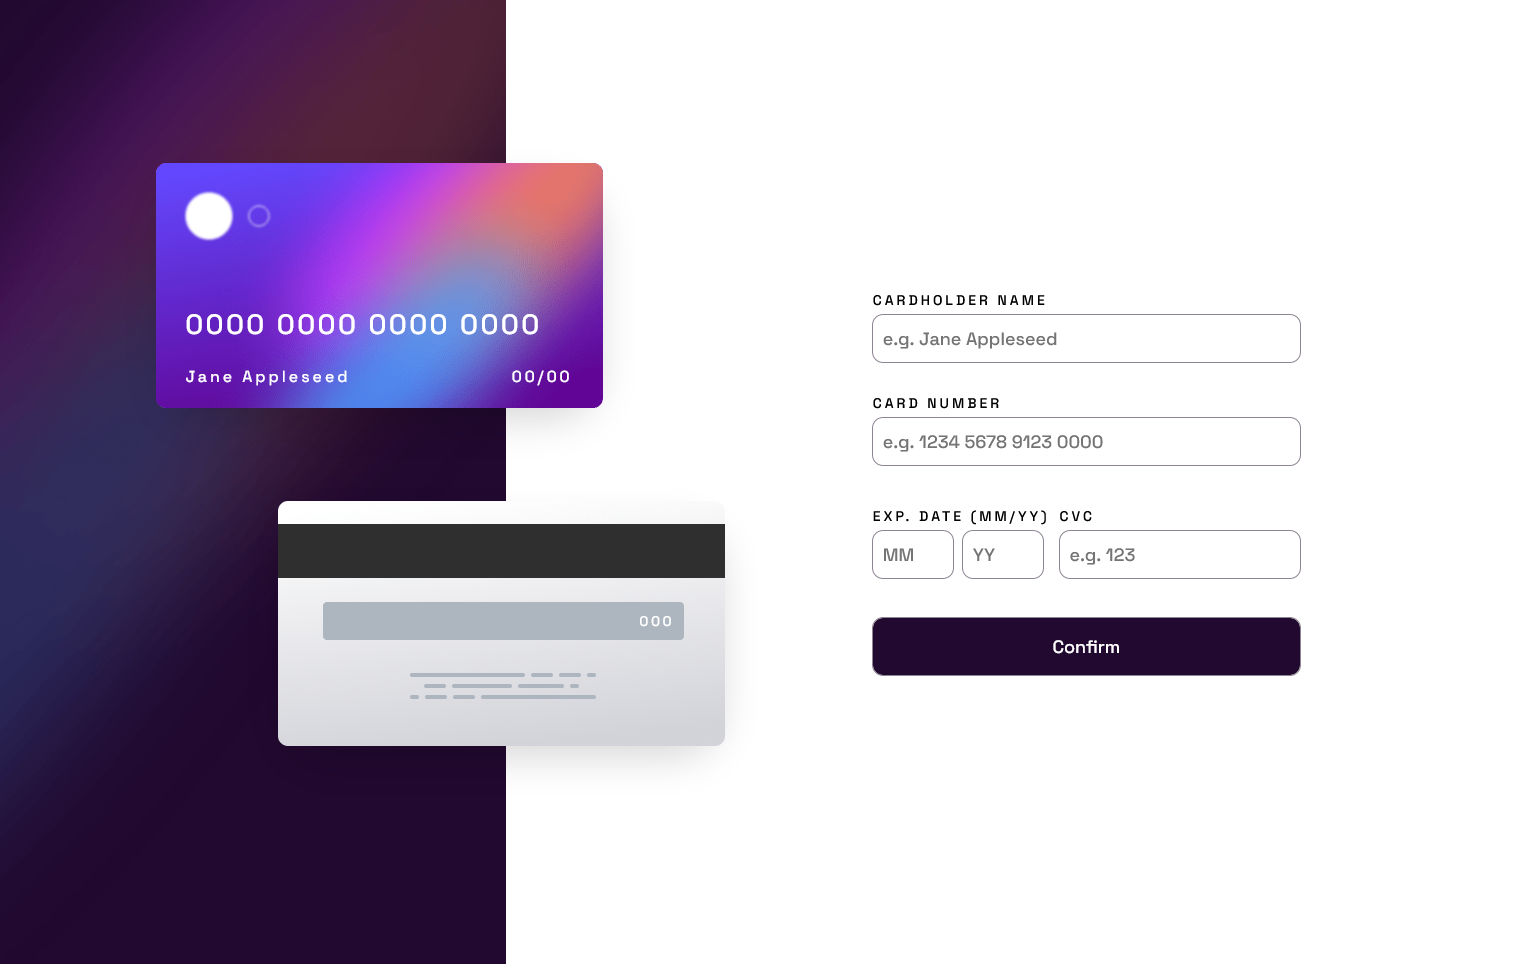 0000 0000 0000 0000
Jane Appleseed 00/00
000
CARDHOLDER NAME
e.g. Jane Appleseed
CARD NUMBER
e.g. 1234 5678 9123 0000
EXP. DATE (MM/YY) CVC
MM YY e.g. 123
Confirm